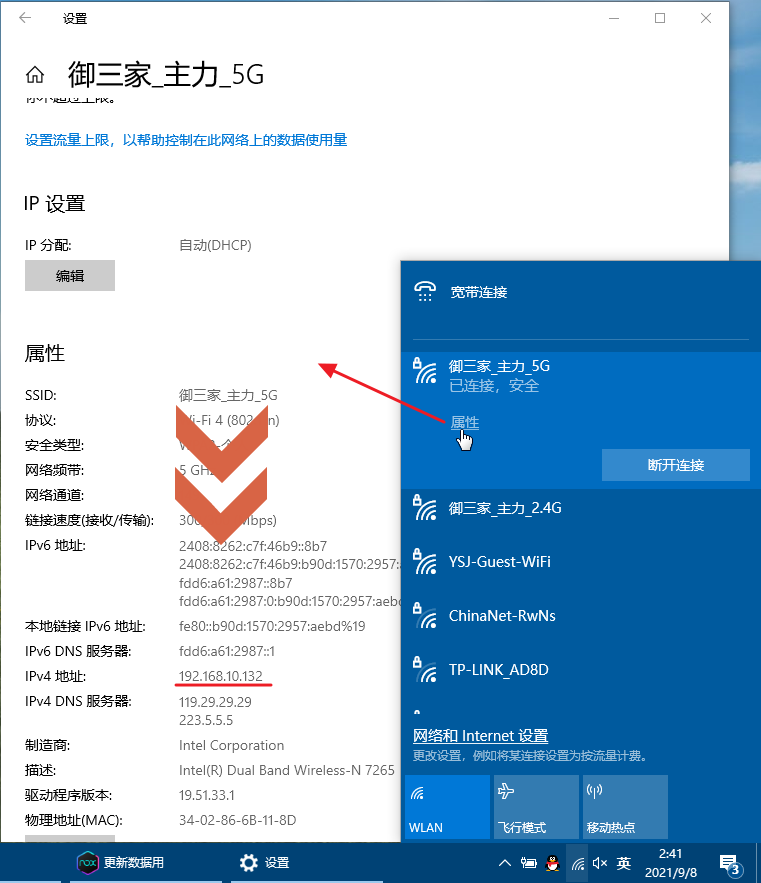 设置
御三家_主力_5G
设置流量上限，以帮助控制在此网络上的数据使用量
IP 设置
IP 分配:
自动(DHCP)
编辑
属性
SSID:
御三家_主力_5G
协议:
Wi-Fi 4 (802
安全类型:
网络频带:
5 GHz
网络通道:
链接速度(接收/传输):
bps)
IPv6 地址:
2408:8262:c7f:46b9::8b7
2408:8262:c7f:46b9:b90d:1570:2957:
fdd6:a61:2987::8b7
fdd6:a61:2987:0:b90d:1570:2957:aebd
本地链接 IPv6 地址:
fe80::b90d:1570:2957:aebd%19
IPv6 DNS 服务器:
fdd6:a61:2987::1
IPv4 地址:
192.168.10.132
IPv4 DNS 服务器:
119.29.29.29
223.5.5.5
制造商:
Intel Corporation
描述:
Intel(R) Dual Band Wireless-N 7265
驱动程序版本:
19.51.33.1
物理地址(MAC):
34-02-86-6B-11-8D
宽带连接
御三家_主力_5G
已连接，安全
属性
断开连接
御三家_主力_2.4G
YSJ-Guest-WiFi
ChinaNet-RwNs
TP-LINK_AD8D
网络和 Internet 设置
更改设置，例如将某连接设置为按流量计费。
WLAN
飞行模式
移动热点
nox
更新数据用
设置
英
2:41
2021/9/8
3